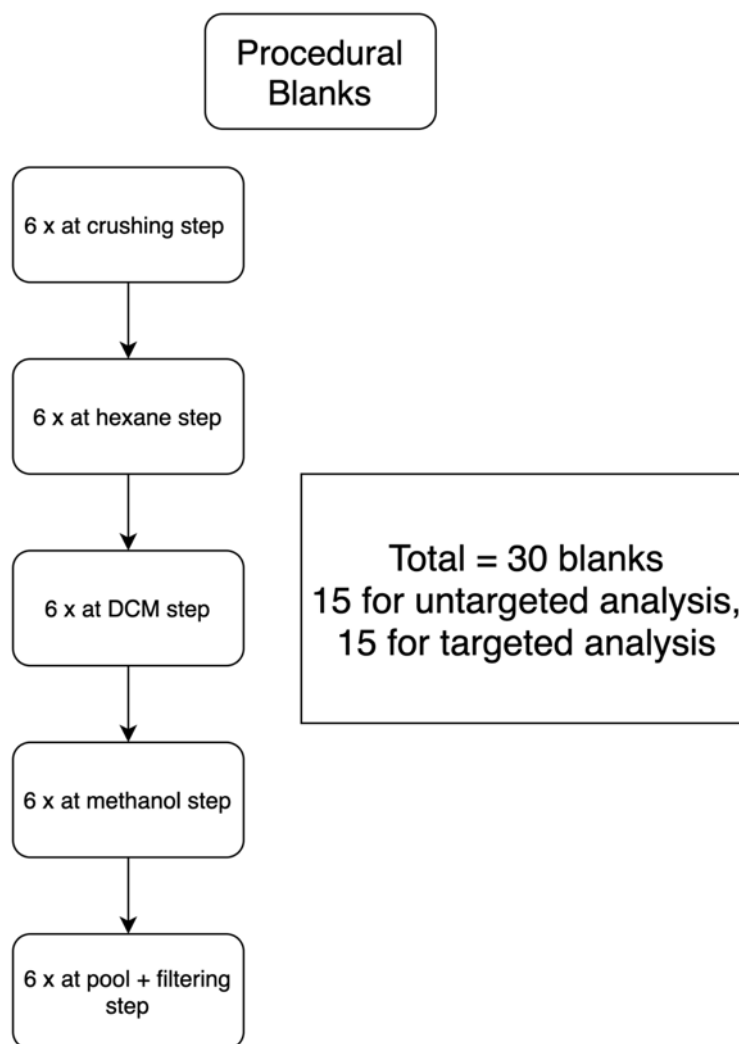 Procedural
Blanks
6 x at crushing step
6 x at hexane step
6 x at DCM step
6 x at methanol step
6 x at pool + filtering
step
Total = 30 blanks
15 for untargeted analysis,
15 for targeted analysis